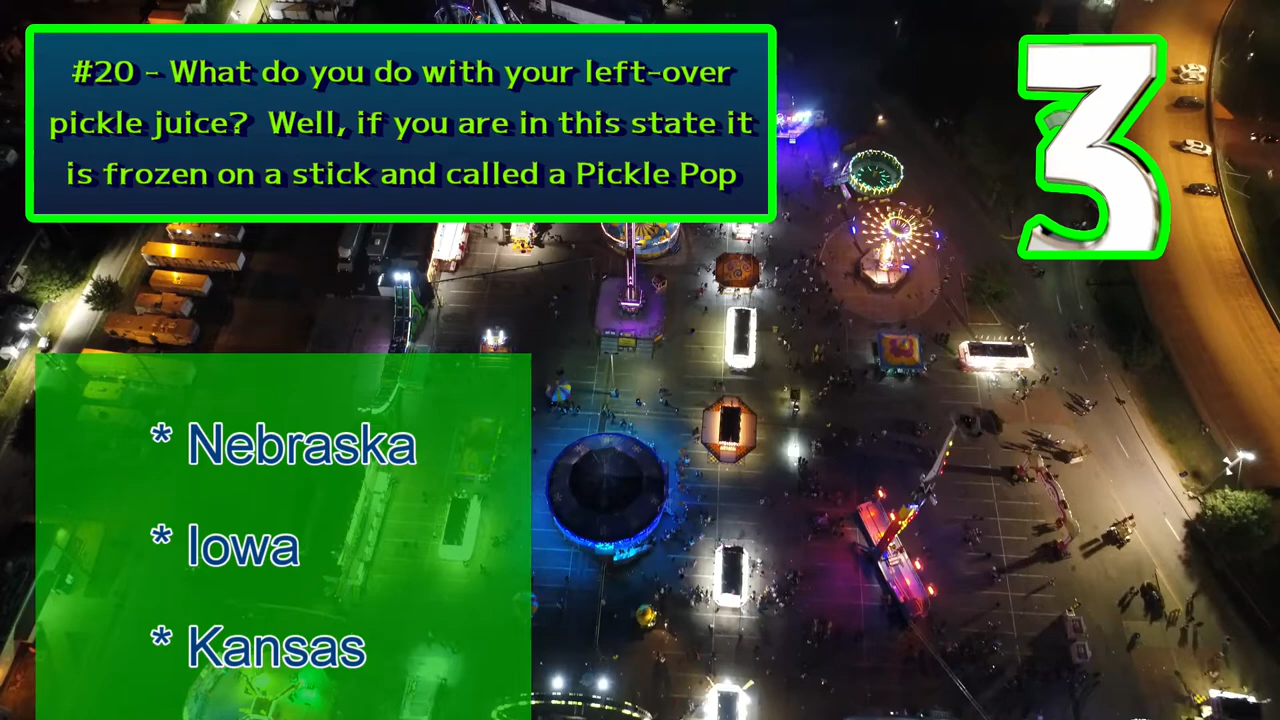 #20 - What do you do with your left-over
pickle juice?  Well, if you are in this state it
is frozen on a stick and called a Pickle Pop
3
* Nebraska
* Iowa
* Kansas